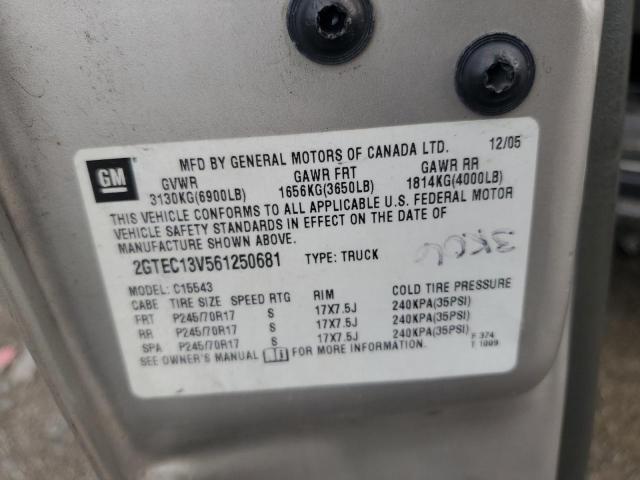 GM
MFD BY GENERAL MOTORS OF CANADA LTD. 12/05
GVWR GAWR FRT GAWR RR
3130KG(6900LB) 1656KG(3650LB) 1814KG(4000LB)
THIS VEHICLE CONFORMS TO ALL APPLICABLE U.S. FEDERAL MOTOR
VEHICLE SAFETY STANDARDS IN EFFECT ON THE DATE OF
MANUFACTURE SHOWN ABOVE.
2GTEC13V561250681 TYPE: TRUCK
MODEL: C15543
CABE TIRE SIZE SPEED RTG RIM COLD TIRE PRESSURE
FRT P245/70R17 S 17X7.5J 240KPA(35PSI)
RR P245/70R17 S 17X7.5J 240KPA(35PSI)
SPA P245/70R17 S 17X7.5J 240KPA(35PSI)
SEE OWNER'S MANUAL FOR MORE INFORMATION.
F 374
T 1009